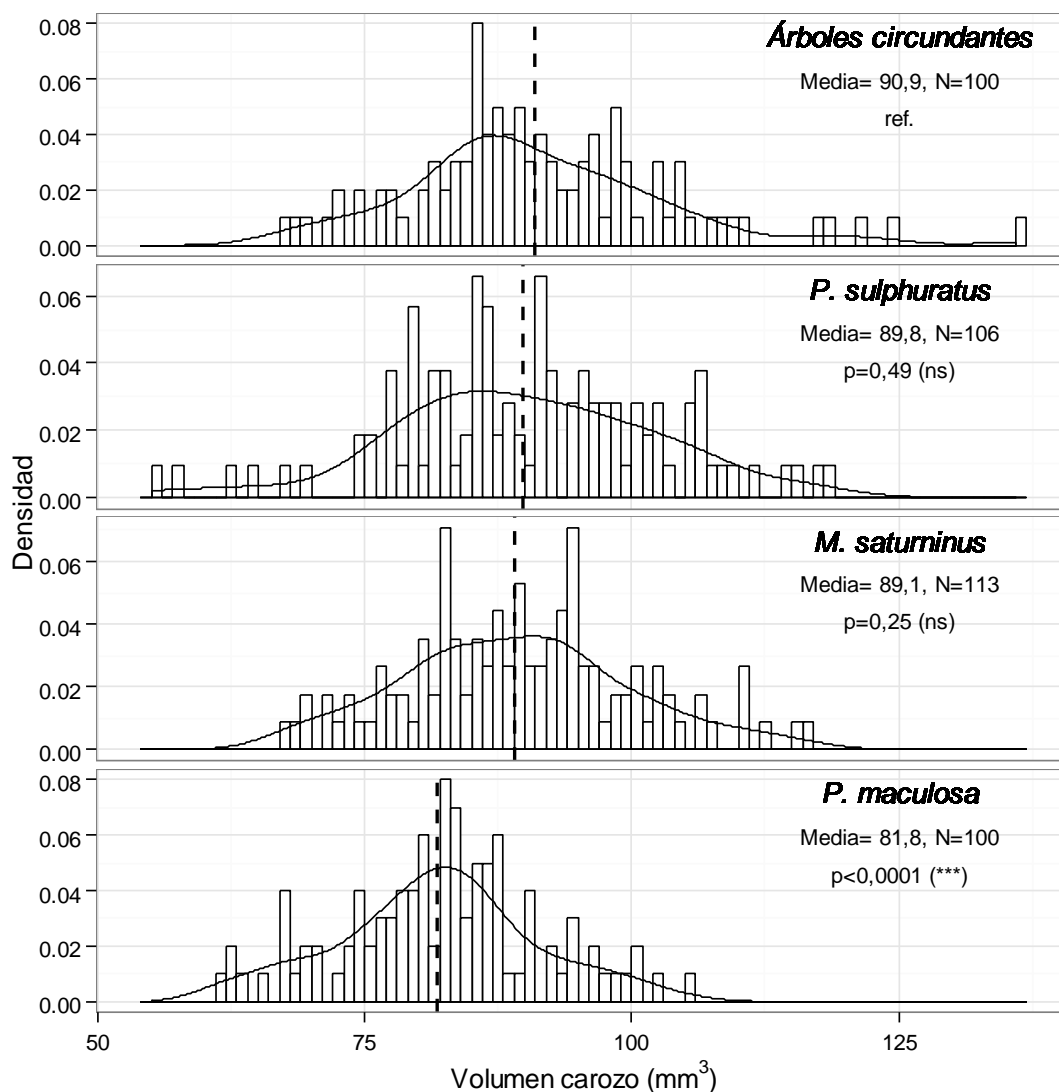 Árboles circundantes
Media= 90,9, N=100
ref.
0.08
0.06
0.04
0.02
0.00
P. sulphuratus
Media= 89,8, N=106
p=0,49 (ns)
0.06
0.04
0.02
0.00
Densidad
M. saturninus
Media= 89,1, N=113
p=0,25 (ns)
0.06
0.04
0.02
0.00
P. maculosa
Media= 81,8, N=100
p<0,0001 (***)
0.08
0.06
0.04
0.02
0.00
50 75 100 125
Volumen carozo (mm³)